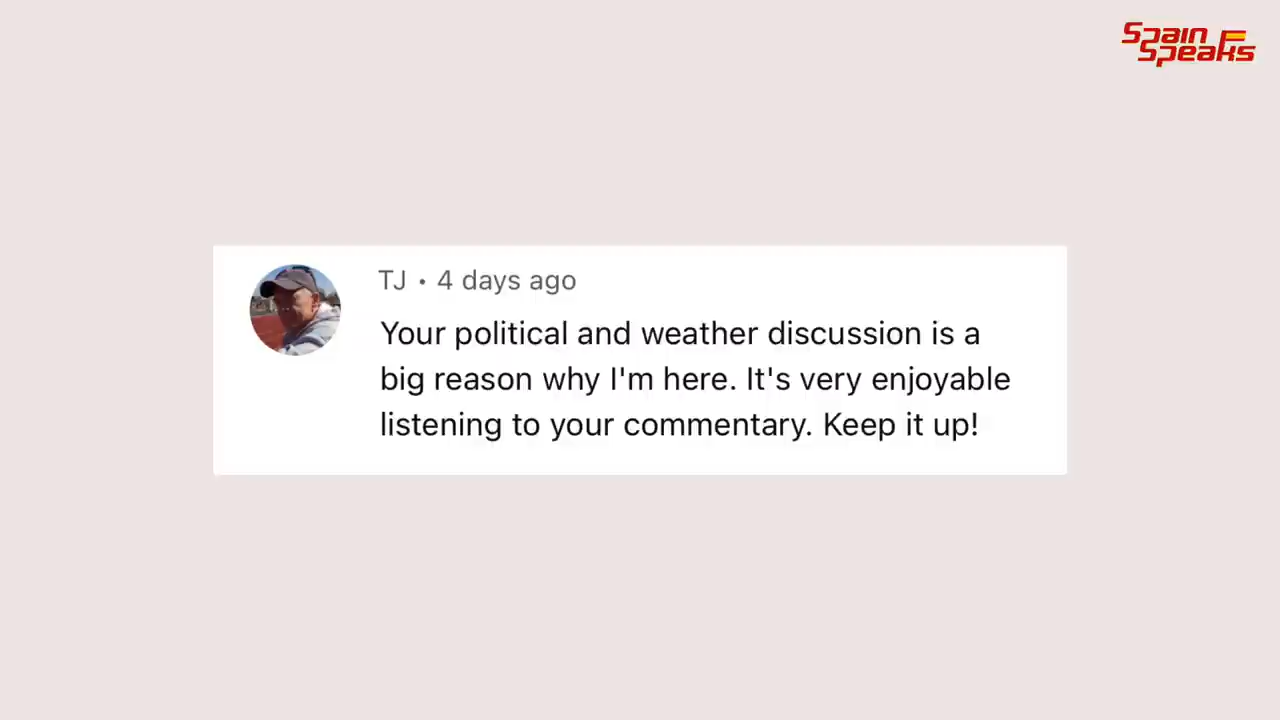 Spain
Speaks
TJ • 4 days ago
Your political and weather discussion is a
big reason why I'm here. It's very enjoyable
listening to your commentary. Keep it up!